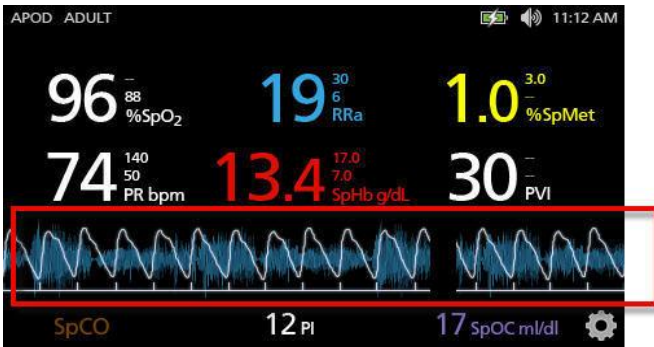 APOD ADULT 11:12 AM
96 -- 88 %SpO2 19 30 6 RRa 1.0 3.0 -- %SpMet
74 140 50 PR bpm 13.4 17.0 7.0 SpHb g/dL 30 -- -- PVI
SpCO 12 PI 17 SpOC ml/dl